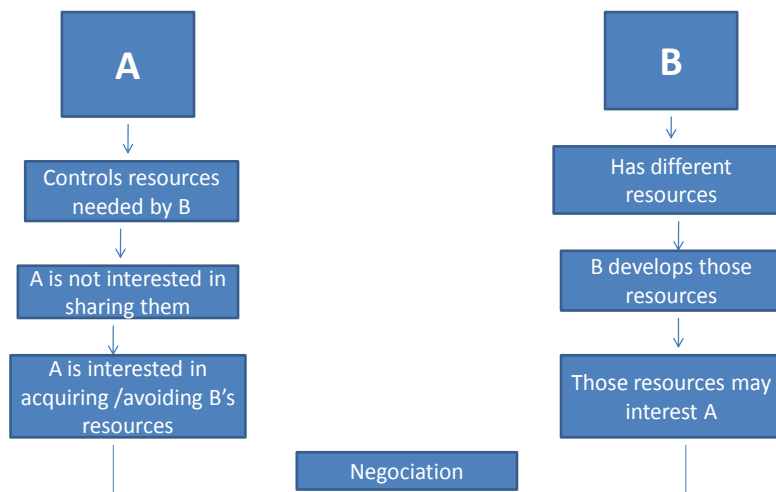 A
Controls resources
needed by B
A is not interested in
sharing them
A is interested in
acquiring /avoiding B's
resources
B
Has different
resources
B develops those
resources
Those resources may
interest A
Negociation